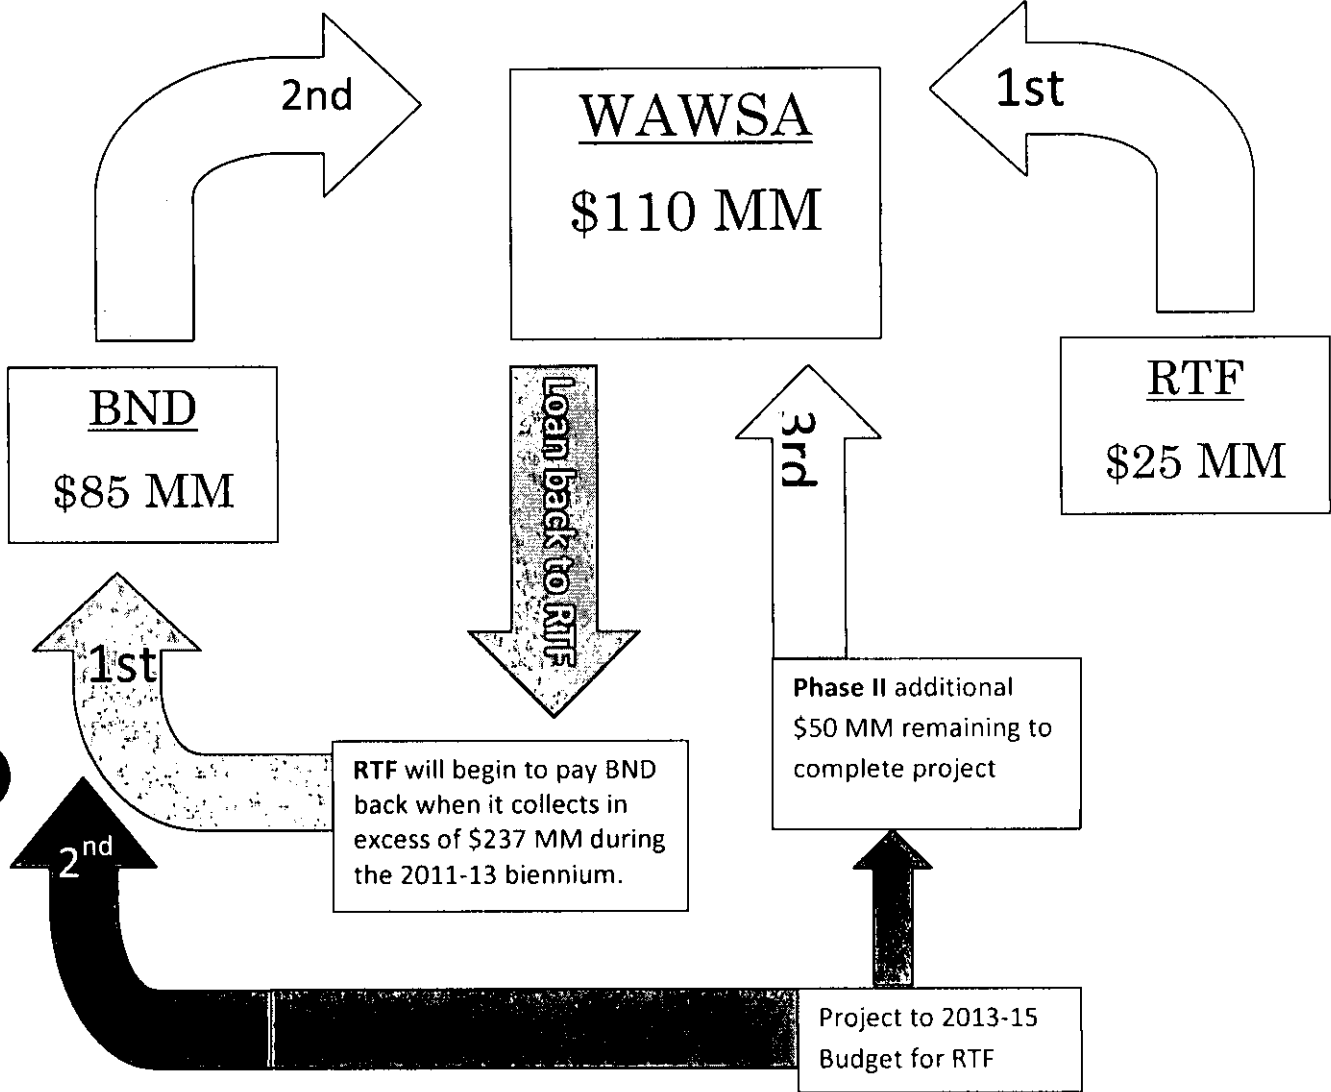 2nd
WAWSA
$110 MM
1st
BND
$85 MM
RTF
$25 MM
Loan back to RTF
3rd
1st
Phase II additional
$50 MM remaining to
complete project
RTF will begin to pay BND
back when it collects in
excess of $237 MM during
the 2011-13 biennium.
2nd
Project to 2013-15
Budget for RTF